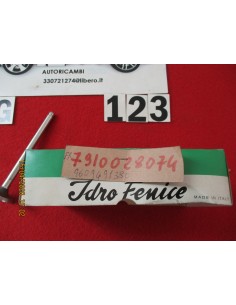 AUTORICAMBI
3307212740@libero.it
G
123
7910028074
Idro Fenice
MADE IN ITALY